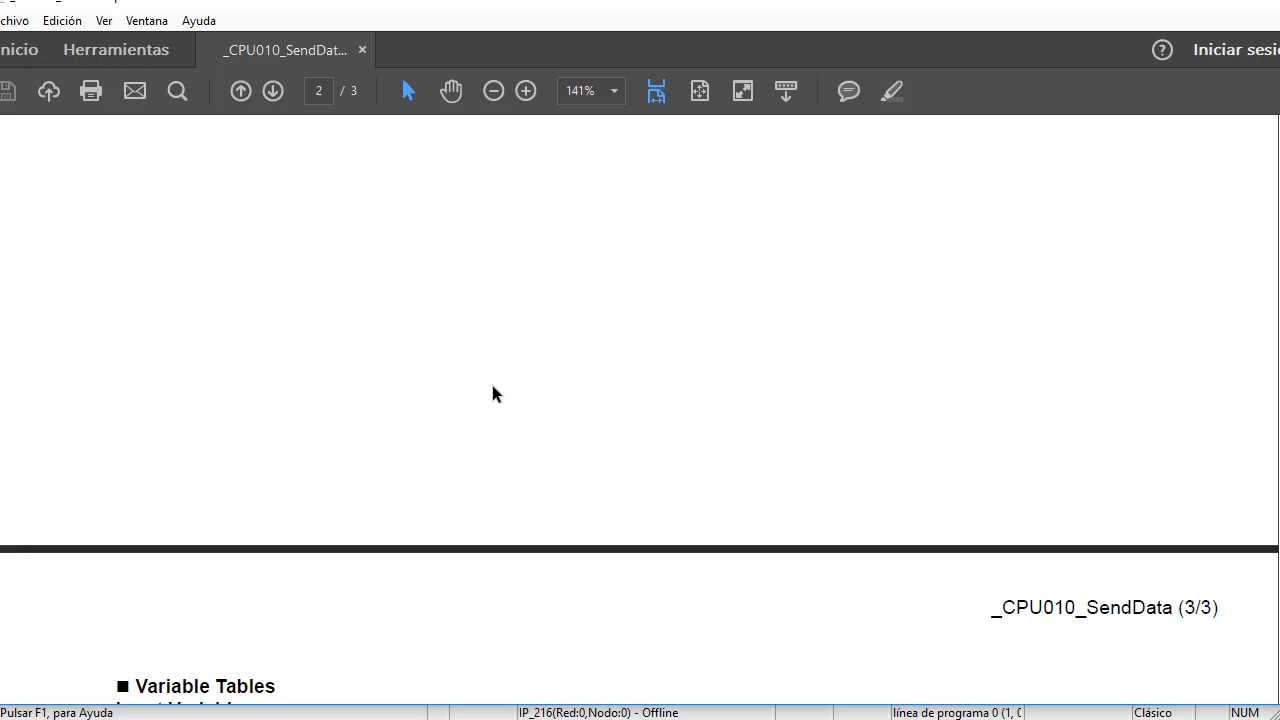 chivo Edición Ver Ventana Ayuda
nicio Herramientas _CPU010_SendDat... ×
Iniciar sesi
2 / 3 141%
_CPU010_SendData (3/3)
■ Variable Tables
Pulsar F1, para Ayuda IP_216(Red:0,Nodo:0) - Offline línea de programa 0 (1, 0 Clásico NUM